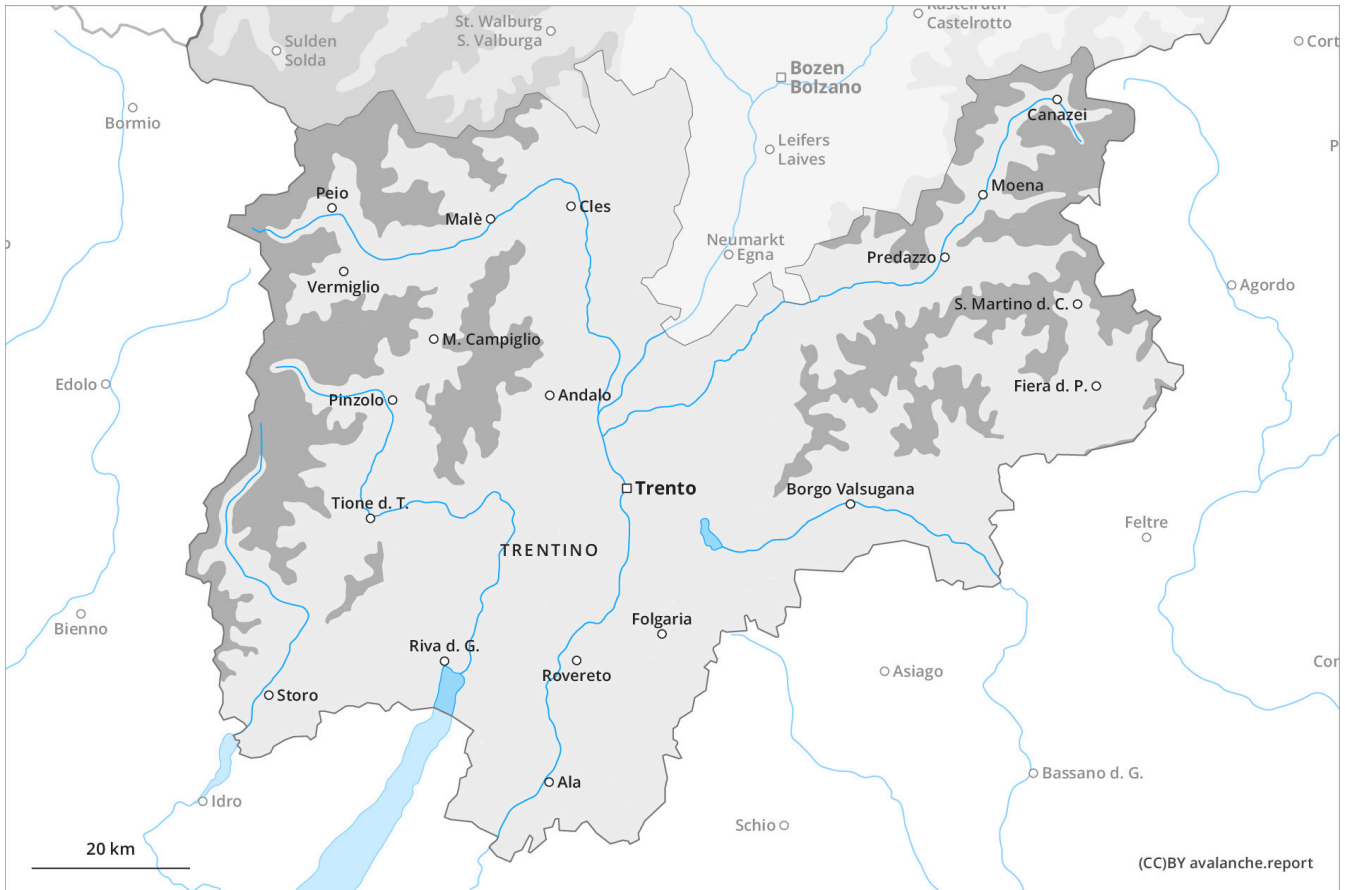 St. Walburg
S. Valburga
Castelrotto
Sulden
Solda
Cort
Bozen
Bolzano
Bormio
Canazei
Leifers
Laives
P
Moena
Peio
Malè
Cles
Neumarkt
Egna
Predazzo
Vermiglio
Agordo
S. Martino d. C.
M. Campiglio
Edolo
Andalo
Fiera d. P.
Pinzolo
Trento
Borgo Valsugana
Tione d. T.
Feltre
TRENTINO
Bienno
Folgaria
Riva d. G.
Rovereto
Asiago
Cor
Storo
Ala
Bassano d. G.
Idro
Schio
20 km
(CC)BY avalanche.report